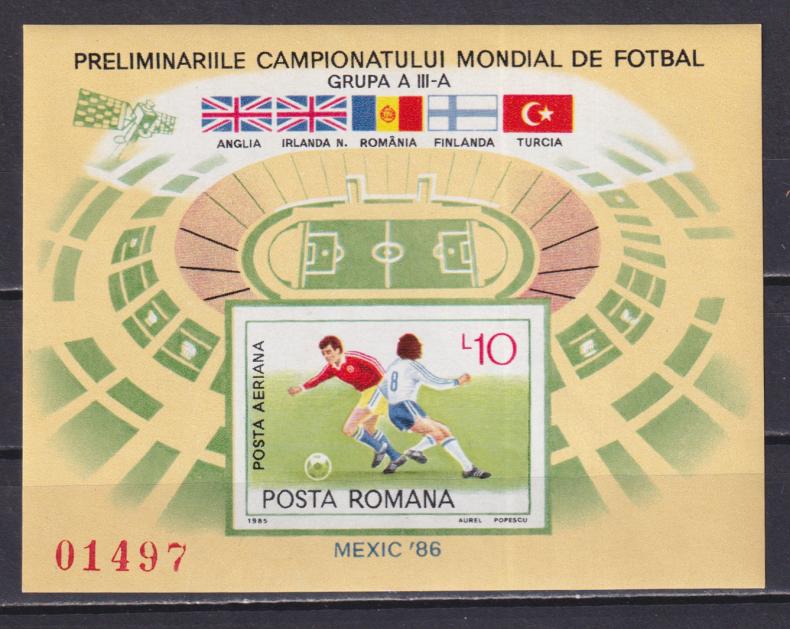 PRELIMINARIILE CAMPIONATULUI MONDIAL DE FOTBAL
GRUPA A III-A
ANGLIA IRLANDA N. ROMÂNIA FINLANDA TURCIA
L10
8
POSTA AERIANA
POSTA ROMANA
1985 AUREL POPESCU
MEXIC '86
01497